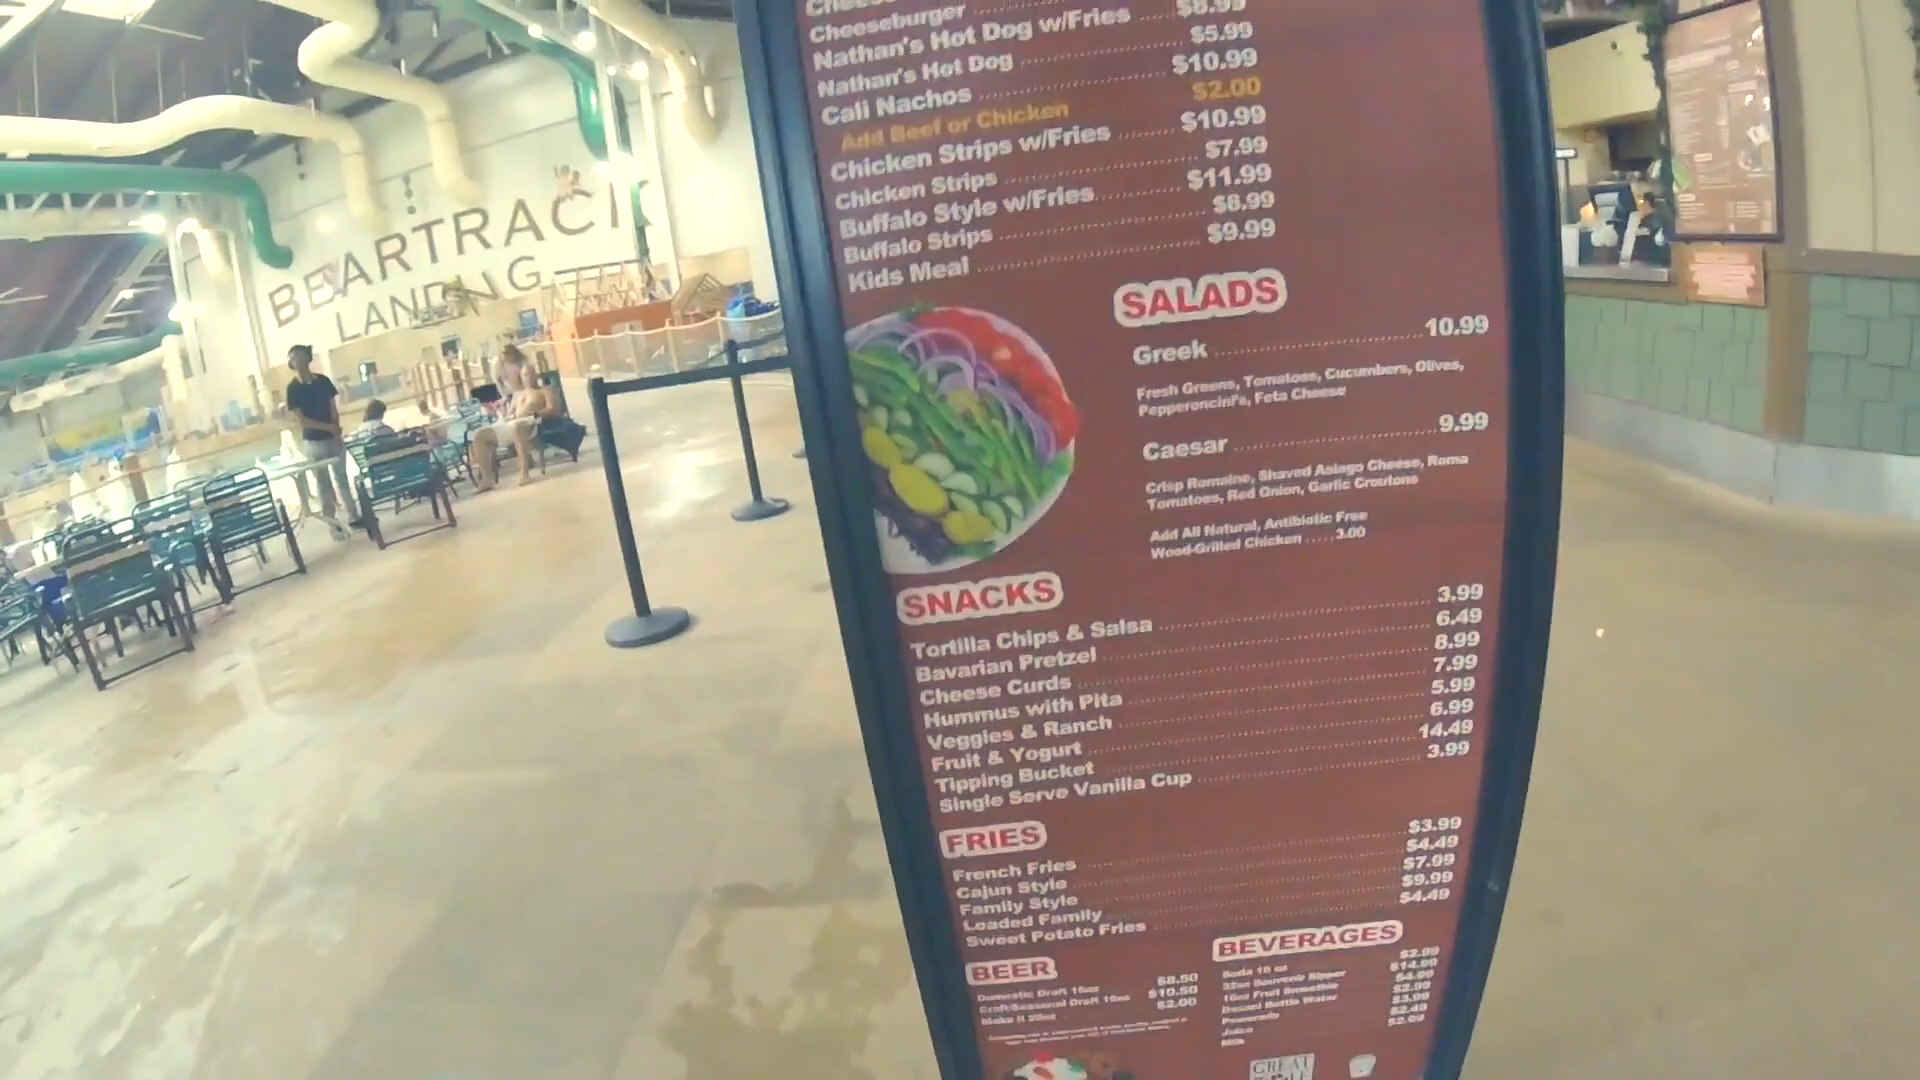 BEARTRACK
LANDING
Cheeseburger ..... $8.99
Nathan's Hot Dog w/Fries ..... $5.99
Nathan's Hot Dog ..... $10.99
Cali Nachos
Add Beef or Chicken $2.00
Chicken Strips w/Fries ..... $10.99
Chicken Strips ..... $7.99
Buffalo Style w/Fries ..... $11.99
Buffalo Strips ..... $8.99
Kids Meal ..... $9.99
SALADS
Greek ..... 10.99
Fresh Greens, Tomatoes, Cucumbers, Olives,
Pepperoncini's, Feta Cheese
Caesar ..... 9.99
Crisp Romaine, Shaved Asiago Cheese, Roma
Tomatoes, Red Onion, Garlic Croutons
Add All Natural, Antibiotic Free
Wood-Grilled Chicken ..... 3.00
SNACKS
Tortilla Chips & Salsa ..... 3.99
Bavarian Pretzel ..... 6.49
Cheese Curds ..... 8.99
Hummus with Pita ..... 7.99
Veggies & Ranch ..... 5.99
Fruit & Yogurt ..... 6.99
Tipping Bucket ..... 14.49
Single Serve Vanilla Cup ..... 3.99
FRIES
French Fries ..... $3.99
Cajun Style ..... $4.49
Family Style ..... $7.99
Loaded Family ..... $9.99
Sweet Potato Fries ..... $4.49
BEER
Domestic Draft 16oz $8.50
Craft/Seasonal Draft 16oz $10.50
Make it 20oz $2.00
BEVERAGES
Soda 16 oz $2.99
32oz Souvenir Sipper $14.99
16oz Fruit Smoothie $4.99
Dasani Bottle Water $2.99
Powerade $3.99
Juice $2.49
Milk $2.99
GREAT